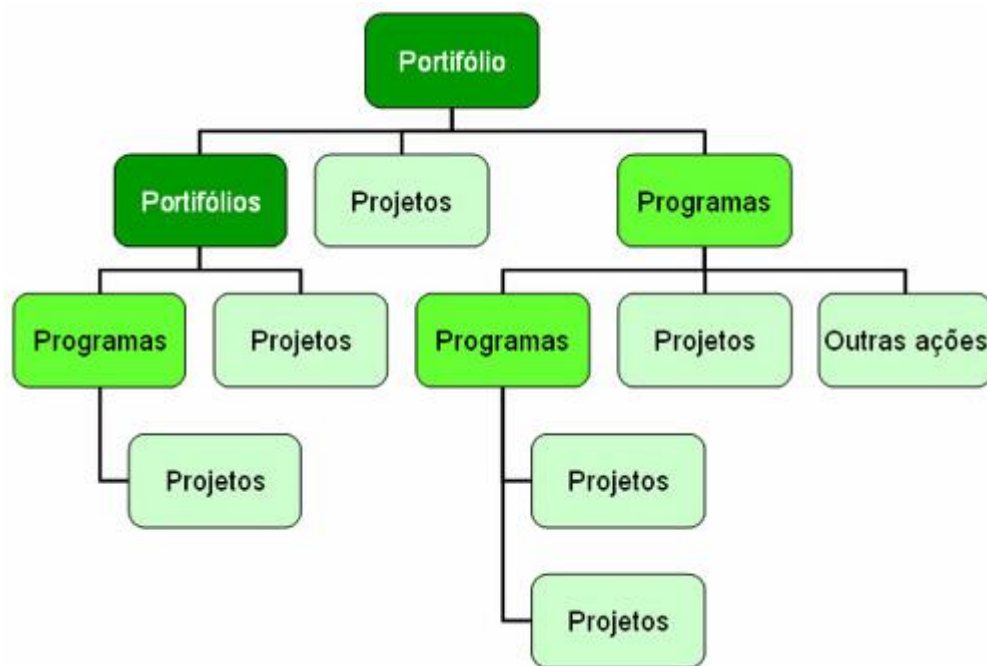 Portifólio
Portifólios
Projetos
Programas
Programas
Projetos
Programas
Projetos
Outras ações
Projetos
Projetos
Projetos